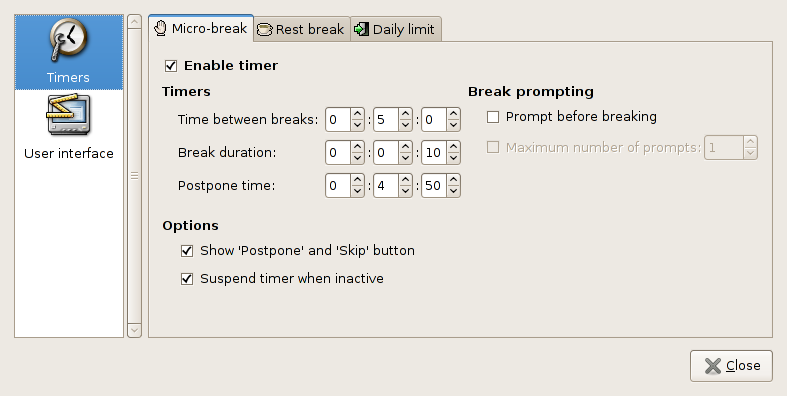 Timers
User interface
Micro-break Rest break Daily limit
Enable timer
Timers
Time between breaks: 0 : 5 : 0
Break duration: 0 : 0 : 10
Postpone time: 0 : 4 : 50
Options
Show 'Postpone' and 'Skip' button
Suspend timer when inactive
Break prompting
Prompt before breaking
Maximum number of prompts: 1
Close